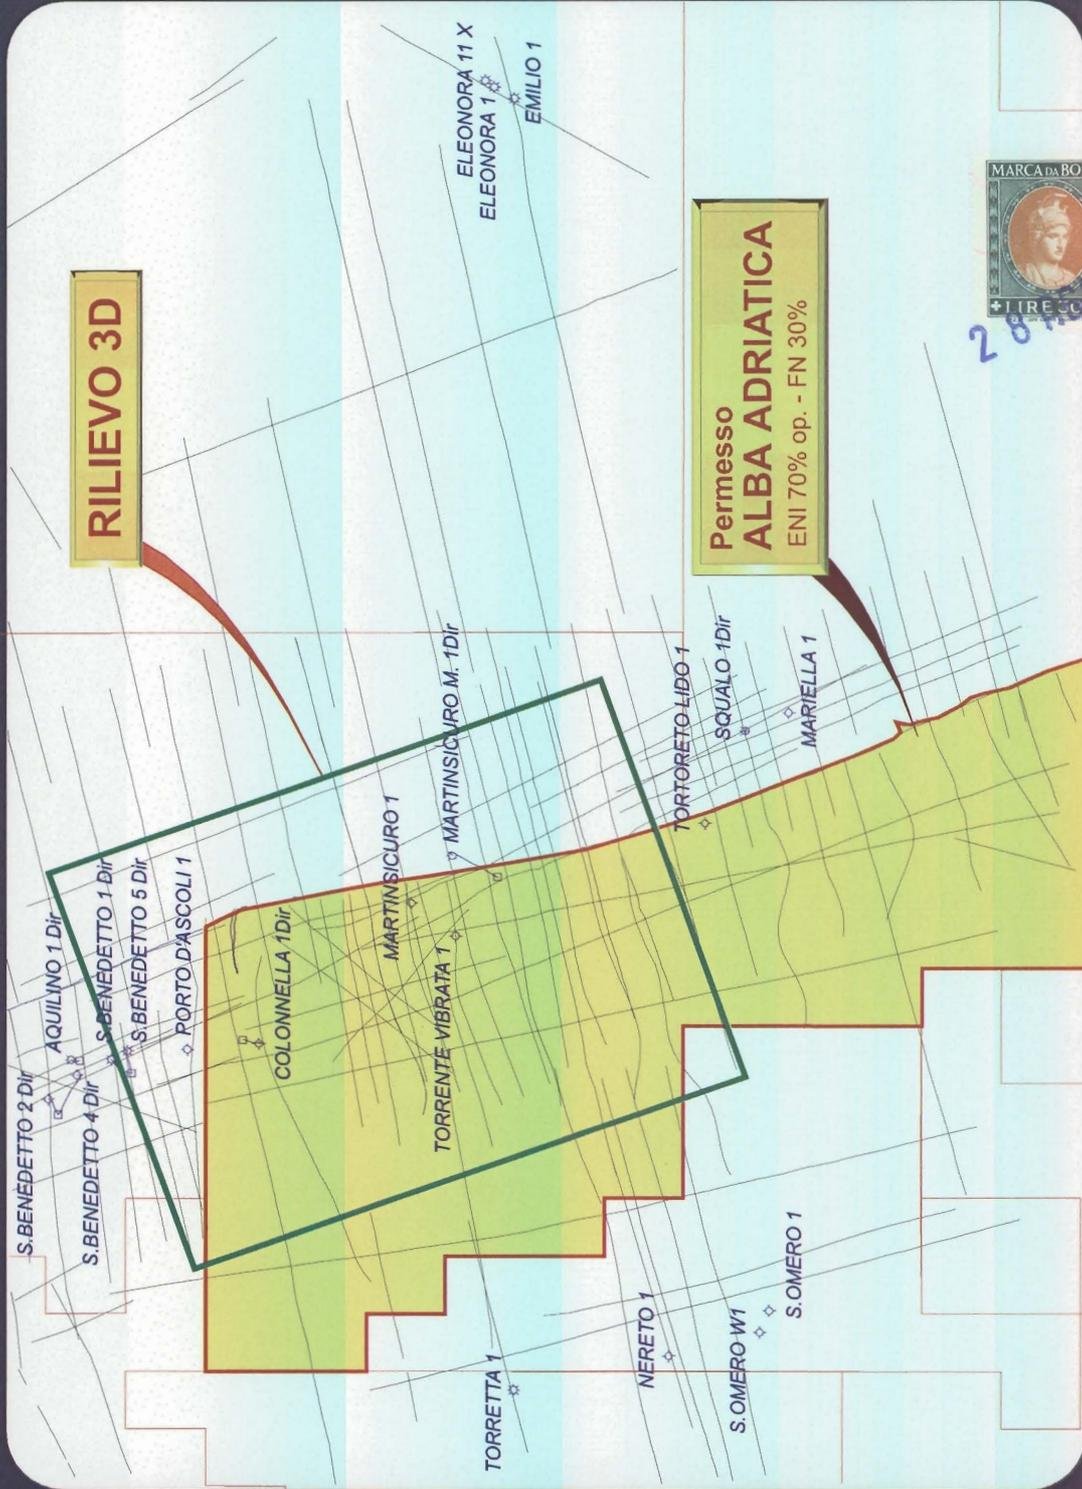 RILIEVO 3D
Permesso
ALBA ADRIATICA
ENI 70% op. - FN 30%
ELEONORA 11 X
ELEONORA 1
EMILIO 1
S.BENEDETTO 2 Dir
AQUILINO 1 Dir
S.BENEDETTO 4 Dir
S.BENEDETTO 1 Dir
S.BENEDETTO 5 Dir
PORTO D'ASCOLI 1
COLONNELLA 1Dir
MARTINSICURO 1
MARTINSICURO M. 1Dir
TORRENTE VIBRATA 1
TORTORETO LIDO 1
SQUALO 1Dir
MARIELLA 1
TORRETTA 1
NERETO 1
S.OMERO W1
S.OMERO 1
MARCA DA BO
LIRE
28